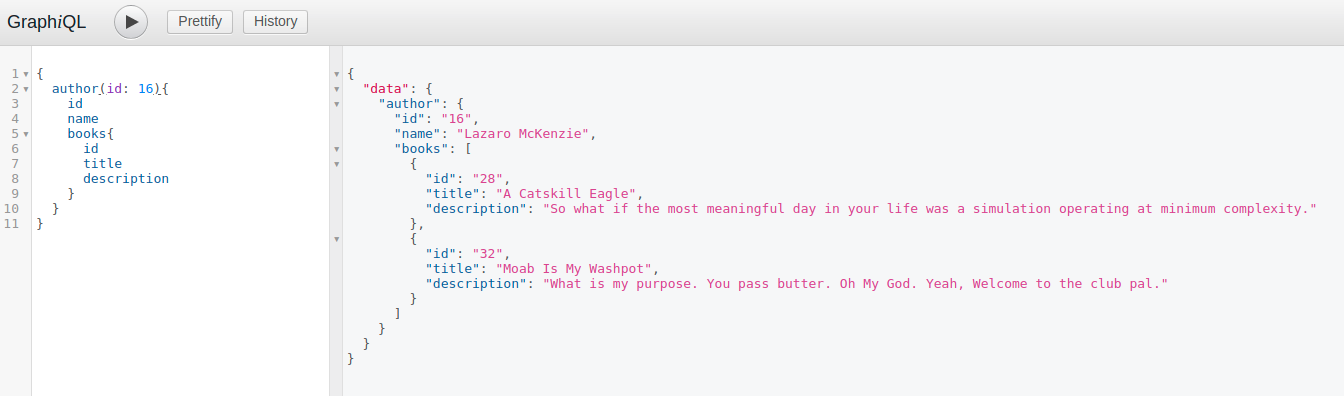 GraphiQL Prettify History
1 {
2 author(id: 16){
3 id
4 name
5 books{
6 id
7 title
8 description
9 }
10 }
11 }
{
"data": {
"author": {
"id": "16",
"name": "Lazaro McKenzie",
"books": [
{
"id": "28",
"title": "A Catskill Eagle",
"description": "So what if the most meaningful day in your life was a simulation operating at minimum complexity."
},
{
"id": "32",
"title": "Moab Is My Washpot",
"description": "What is my purpose. You pass butter. Oh My God. Yeah, Welcome to the club pal."
}
]
}
}
}